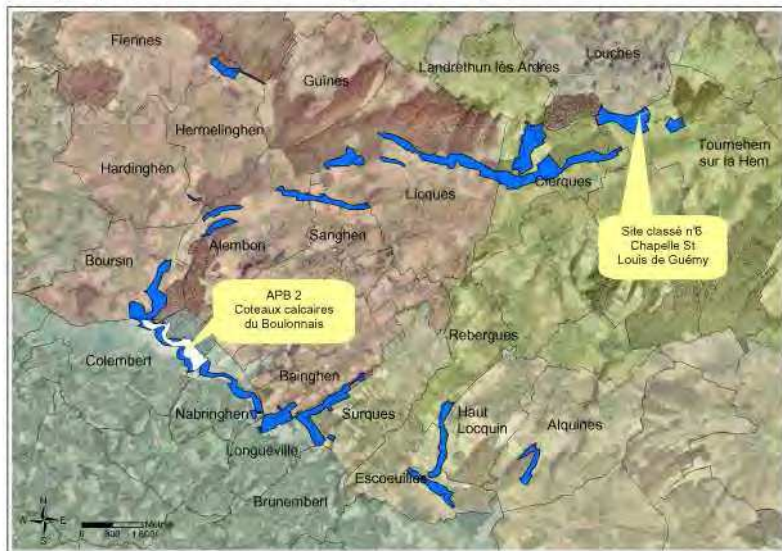 Fiennes
Guînes
Landrethun lès Ardres
Louches
Hermelinghen
Hardinghen
Tournehem
sur la Hem
Licques
Clerques
Sanghen
Alembon
Boursin
Site classé n°6
Chapelle St
Louis de Guémy
APB 2
Coteaux calcaires
du Boulonnais
Rebergues
Colembert
Bainghen
Nabringhen
Surques
Haut
Locquin
Alquines
Longueville
Escoeuilles
Brunembert
N
W
E
S
0
800